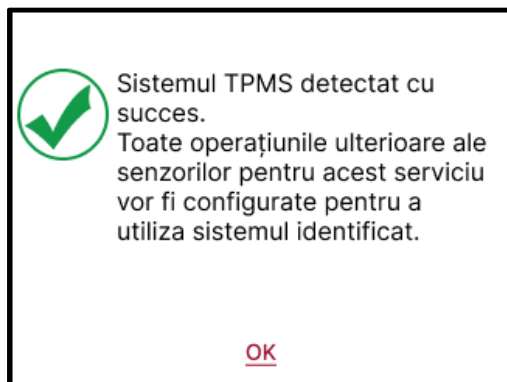 Sistemul TPMS detectat cu
succes.
Toate operațiunile ulterioare ale
senzorilor pentru acest serviciu
vor fi configurate pentru a
utiliza sistemul identificat.
OK